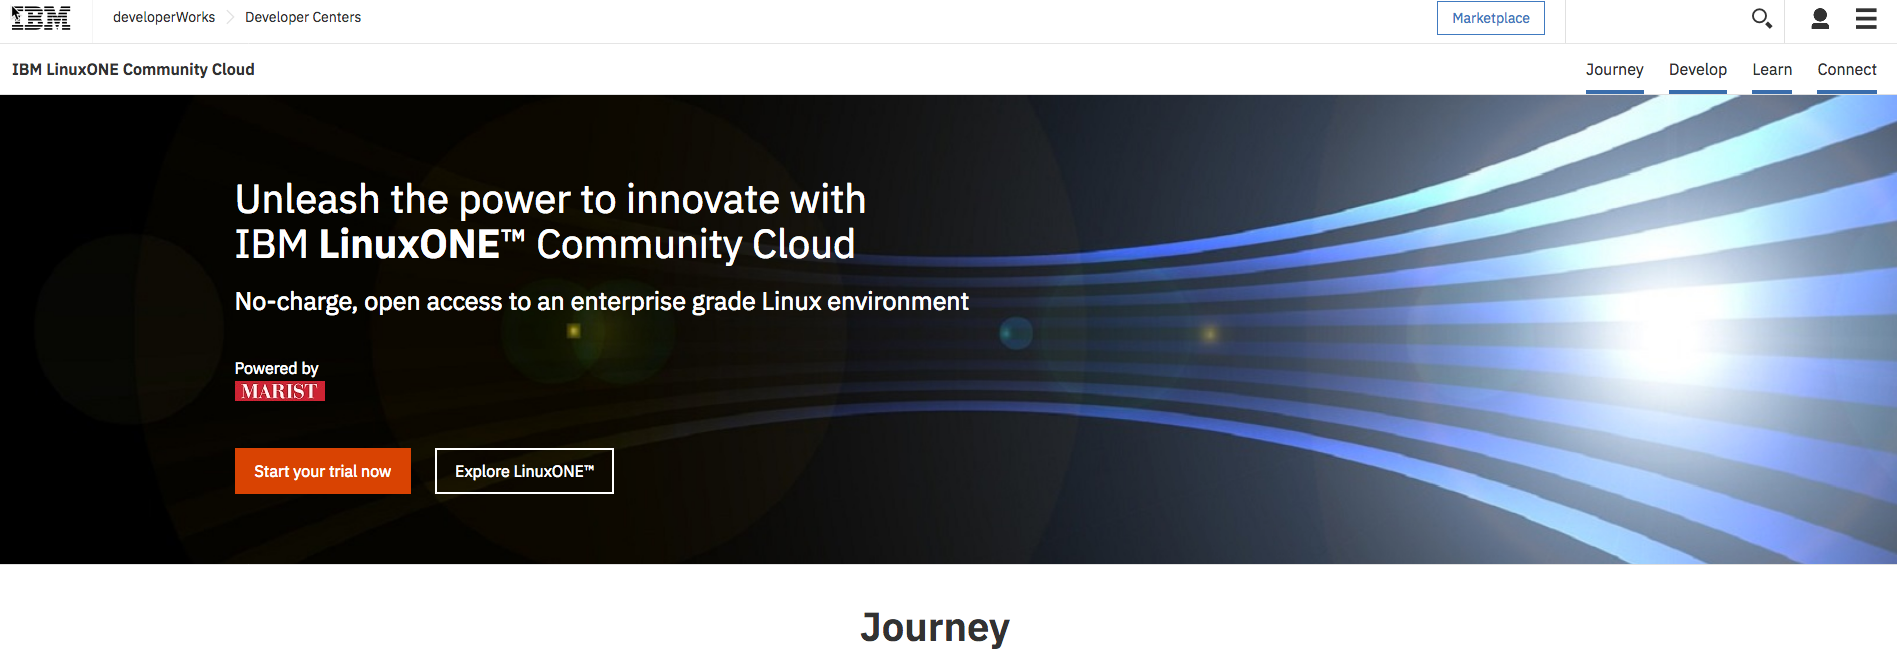 IBM
developerWorks
Developer Centers
Marketplace
IBM LinuxONE Community Cloud
Journey
Develop
Learn
Connect
Unleash the power to innovate with
IBM LinuxONE™ Community Cloud
No-charge, open access to an enterprise grade Linux environment
Powered by
MARIST
Start your trial now
Explore LinuxONE™
Journey